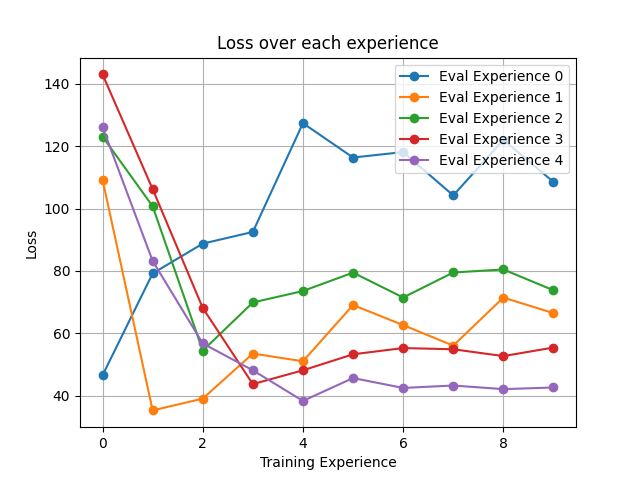 Loss over each experience
Eval Experience 0
Eval Experience 1
Eval Experience 2
Eval Experience 3
Eval Experience 4
140
120
100
80
60
40
Loss
0 2 4 6 8
Training Experience